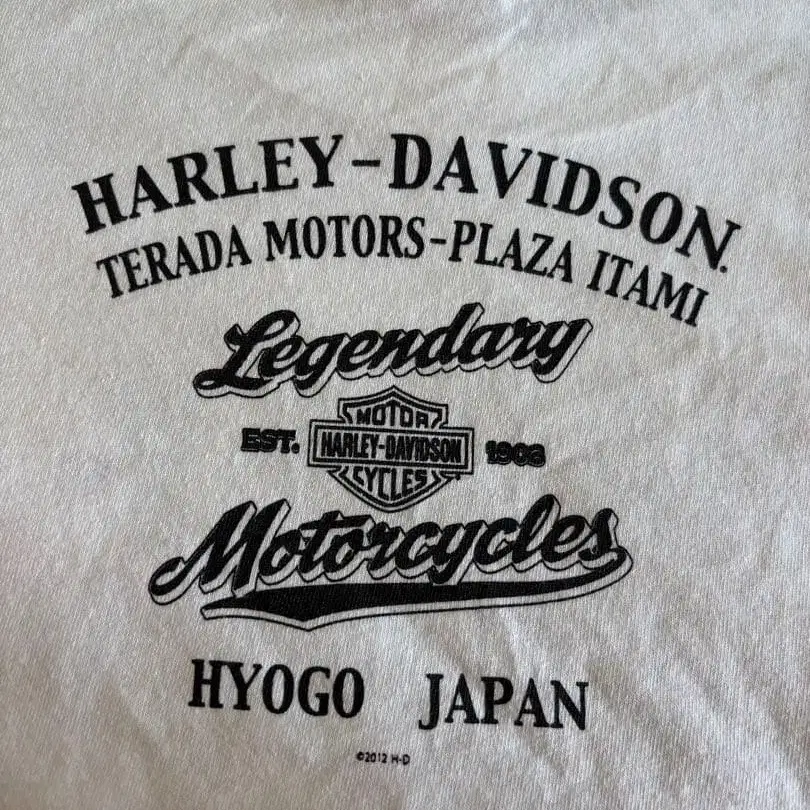 HARLEY-DAVIDSON.
TERADA MOTORS-PLAZA ITAMI
Legendary
MOTOR
EST. HARLEY-DAVIDSON 1903
CYCLES
Motorcycles
HYOGO JAPAN
©2012 H-D